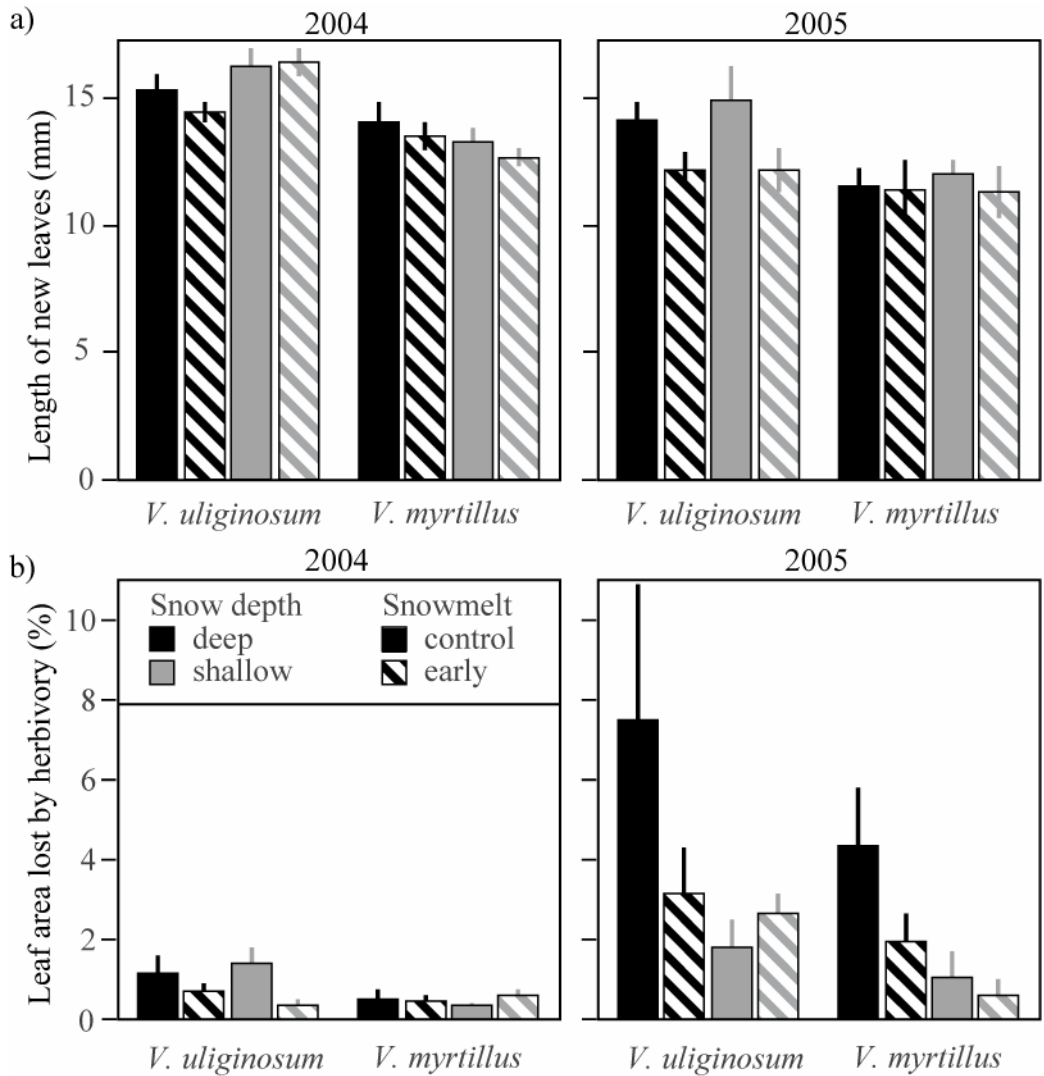 a)
2004
2005
Length of new leaves (mm)
15
10
5
0
V. uliginosum
V. myrtillus
V. uliginosum
V. myrtillus
b)
2004
2005
Leaf area lost by herbivory (%)
10
8
6
4
2
0
Snow depth
deep
shallow
Snowmelt
control
early
V. uliginosum
V. myrtillus
V. uliginosum
V. myrtillus